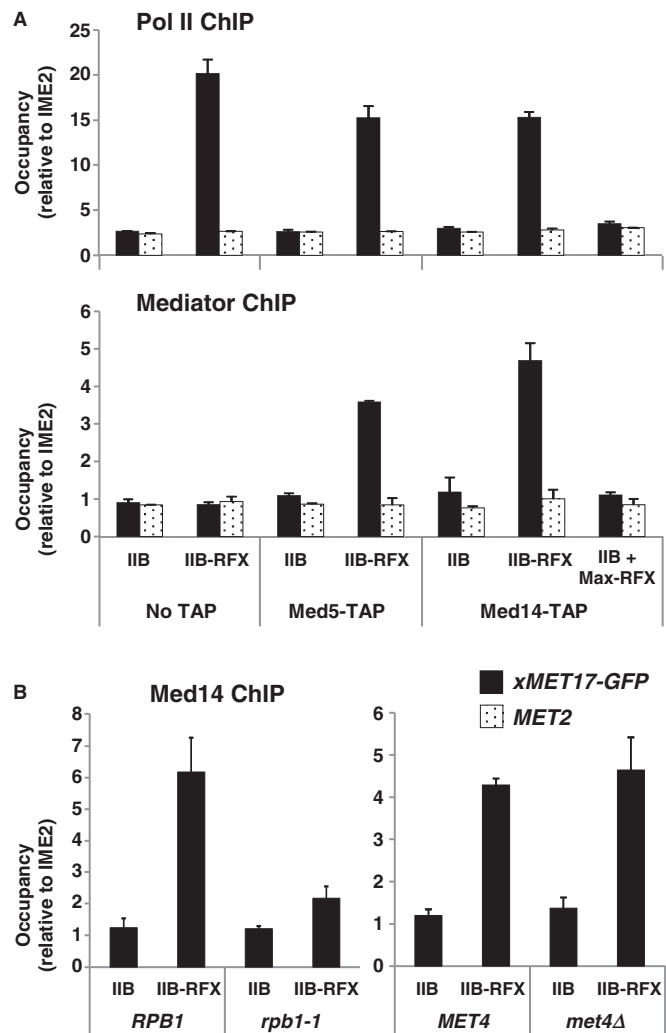 A
Pol II ChIP
Occupancy
(relative to IME2)
25
20
15
10
5
0
Mediator ChIP
Occupancy
(relative to IME2)
6
5
4
3
2
1
0
IIB IIB-RFX IIB IIB-RFX IIB IIB-RFX IIB +
Max-RFX
No TAP Med5-TAP Med14-TAP
B
Med14 ChIP
xMET17-GFP
MET2
Occupancy
(relative to IME2)
8
7
6
5
4
3
2
1
0
6
5
4
3
2
1
0
IIB IIB-RFX IIB IIB-RFX IIB IIB-RFX IIB IIB-RFX
RPB1 rpb1-1 MET4 met4Δ